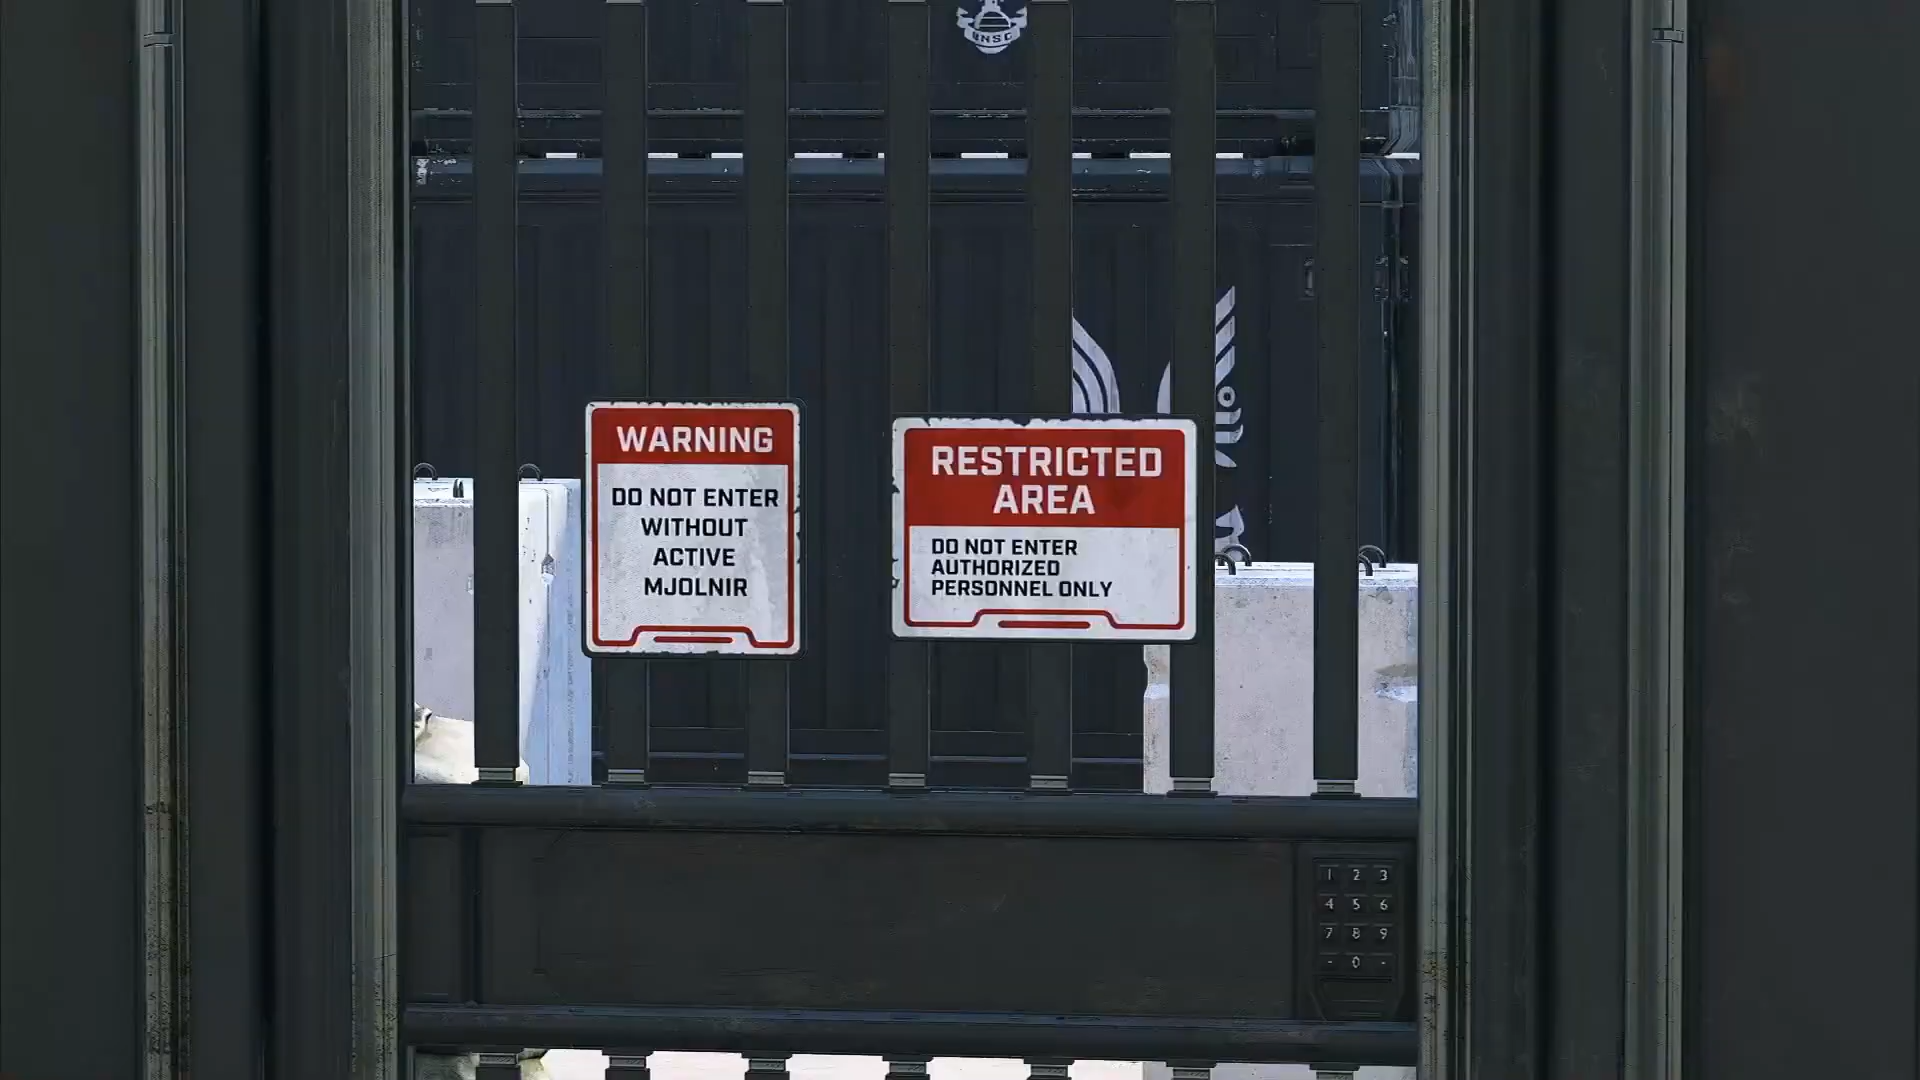 UNSC
WARNING
DO NOT ENTER
WITHOUT
ACTIVE
MJOLNIR
RESTRICTED
AREA
DO NOT ENTER
AUTHORIZED
PERSONNEL ONLY
1 2 3
4 5 6
7 8 9
- 0 -